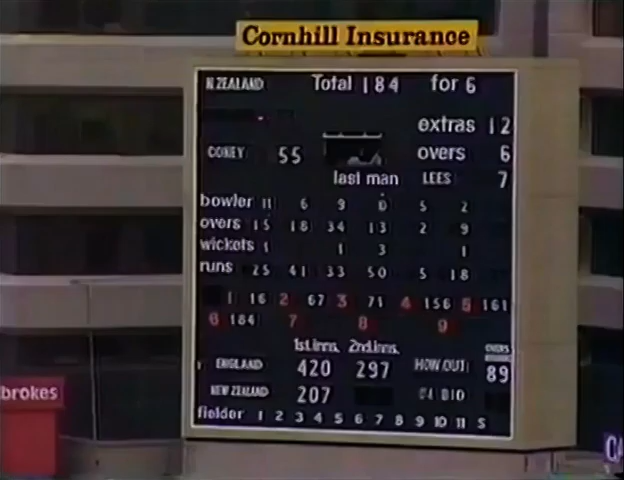 Cornhill Insurance
N ZEALAND Total 184 for 6
extras 12
CONEY 55 overs 6
last man LEES 7
bowler 11 6 9 0 5 2
overs 15 18 34 13 2 9
wickets 1 1 3 1
runs 25 41 33 50 5 18
1 16 2 67 3 71 4 156 5 161
6 184 7 8 9
1st.Inns. 2nd.Inns. OVERS
ENGLAND 420 297 HOW OUT 89
NEW ZEALAND 207
fielder 1 2 3 4 5 6 7 8 9 10 11 S
brokes